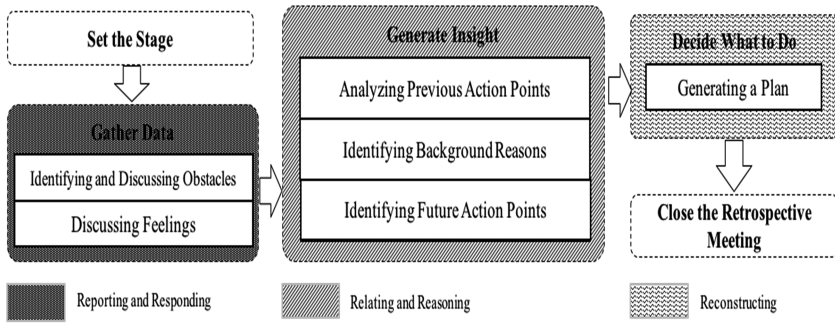 Set the Stage
Gather Data
Identifying and Discussing Obstacles
Discussing Feelings
Generate Insight
Analyzing Previous Action Points
Identifying Background Reasons
Identifying Future Action Points
Decide What to Do
Generating a Plan
Close the Retrospective
Meeting
Reporting and Responding
Relating and Reasoning
Reconstructing